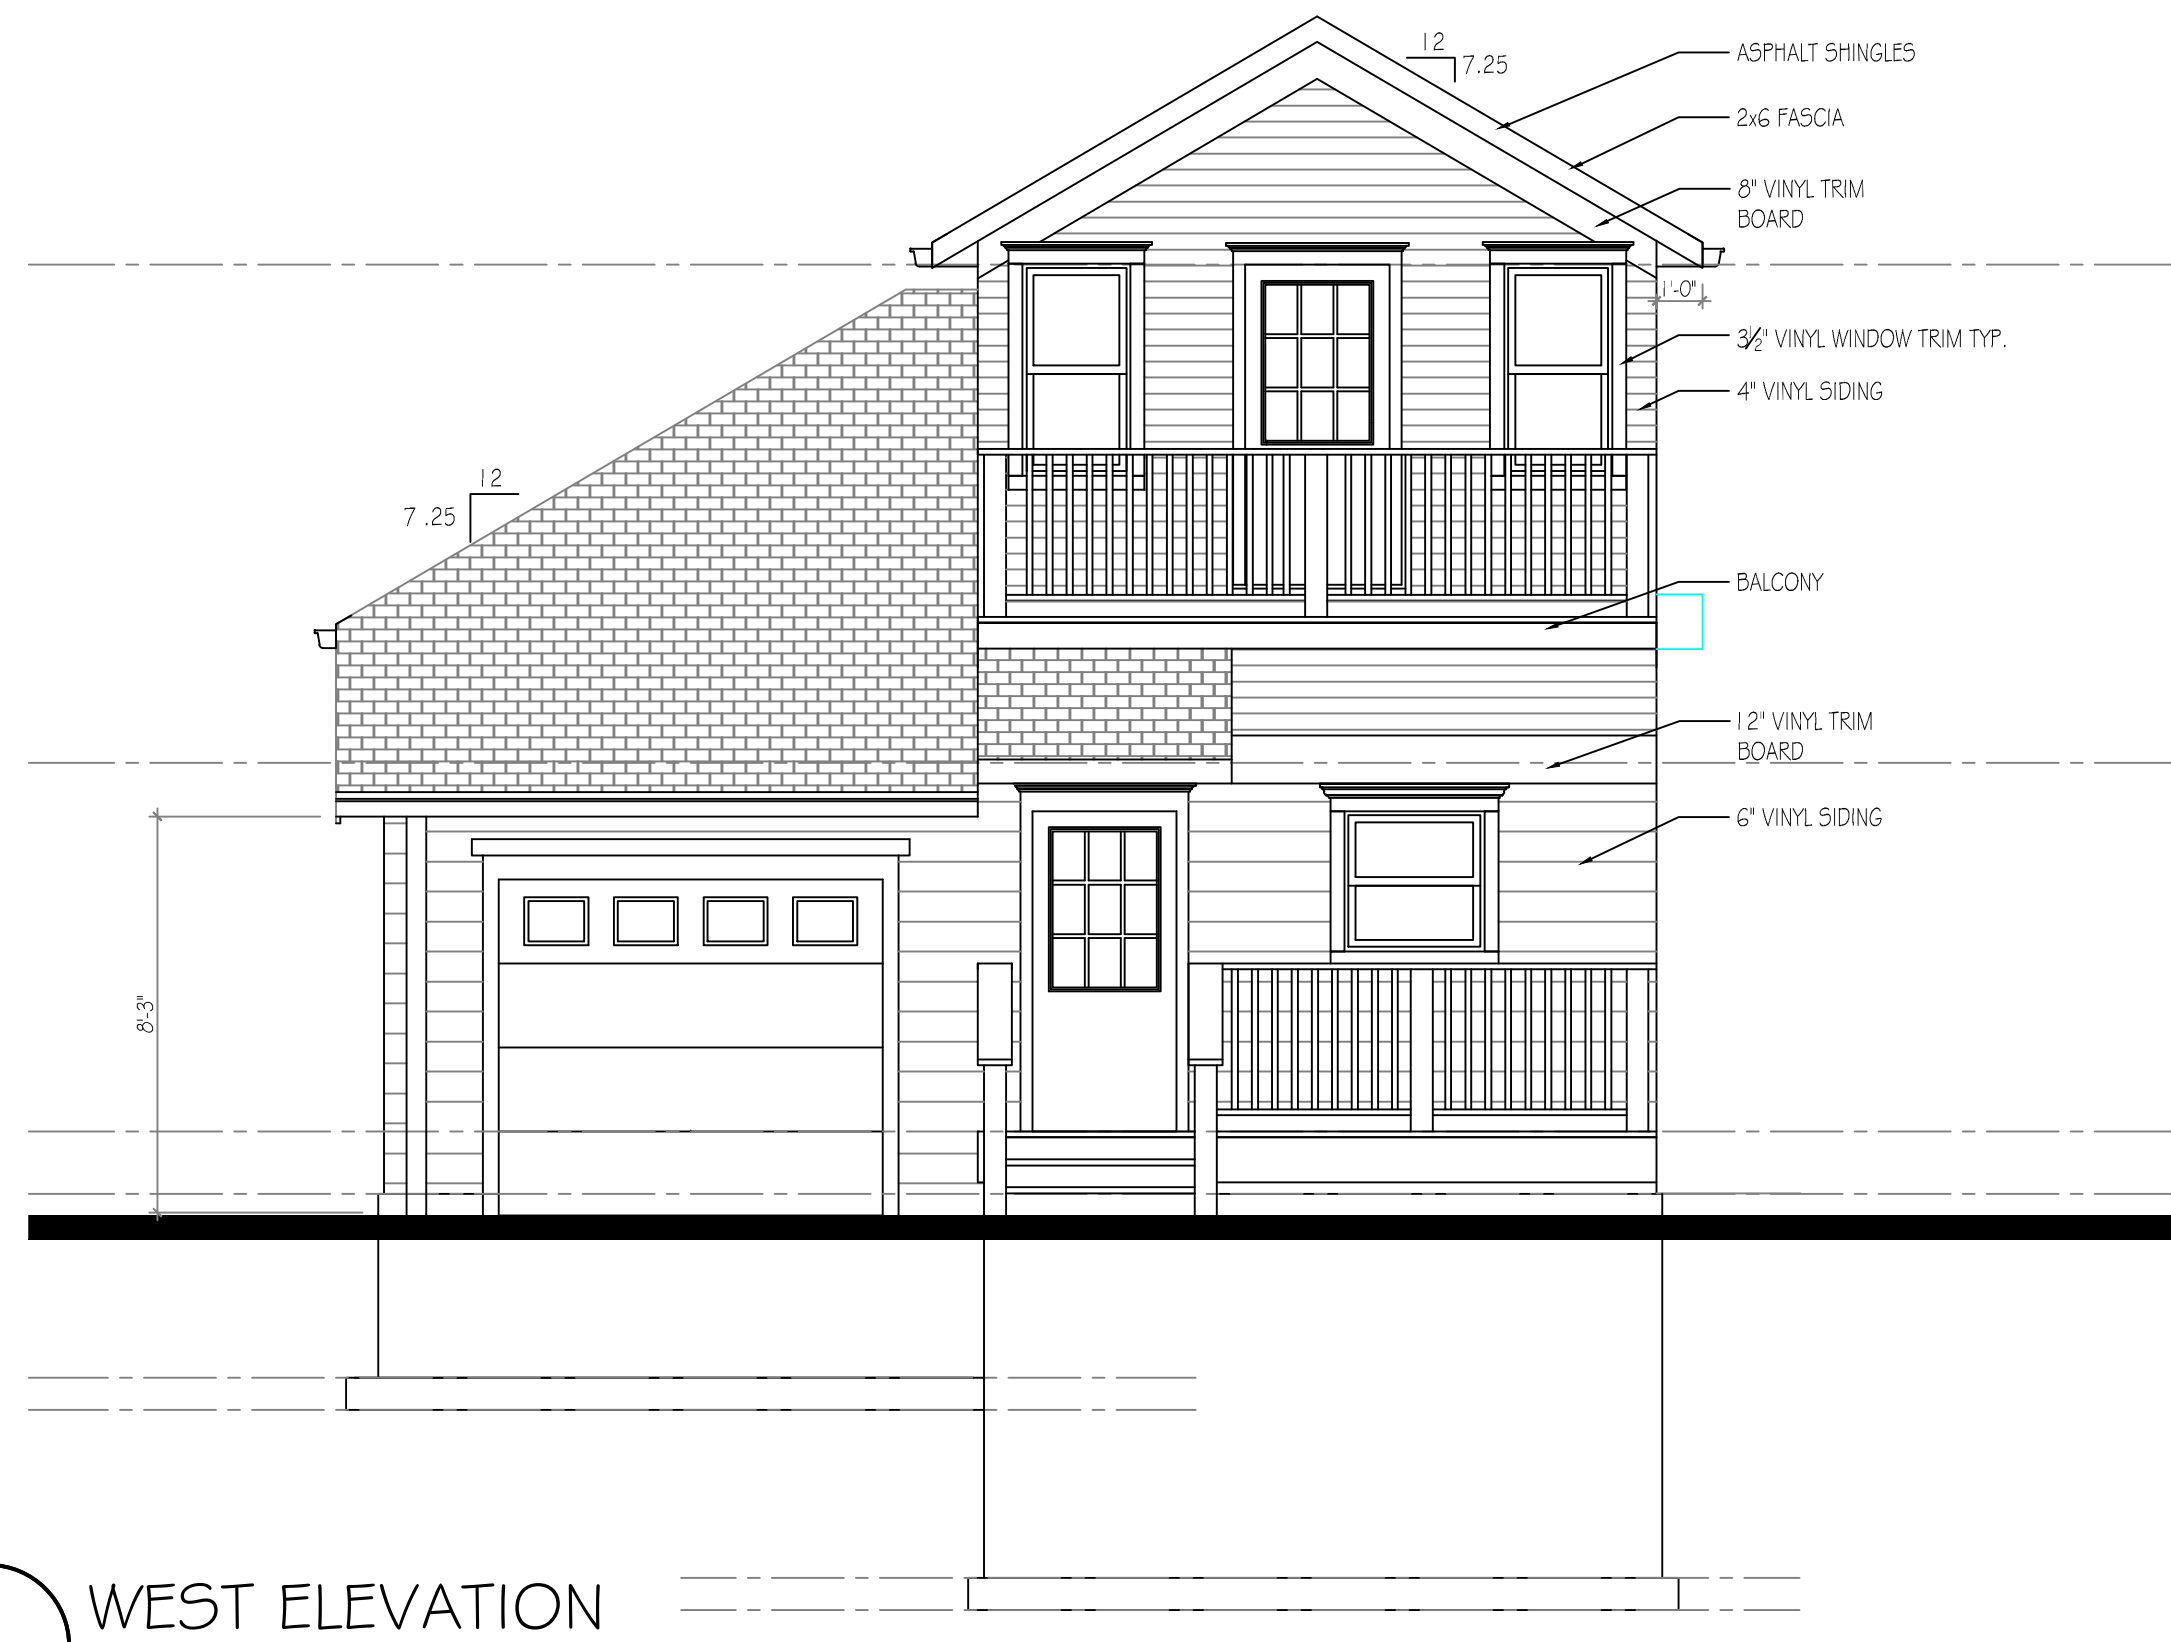 12
7.25
ASPHALT SHINGLES
2x6 FASCIA
8" VINYL TRIM
BOARD
1'-0"
3½" VINYL WINDOW TRIM TYP.
4" VINYL SIDING
12
7 .25
BALCONY
12" VINYL TRIM
BOARD
6" VINYL SIDING
8'-3"
WEST ELEVATION